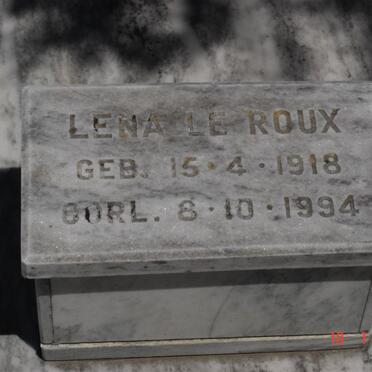 LENA LE ROUX
GEB. 15·4·1918
OORL. 8·10·1994